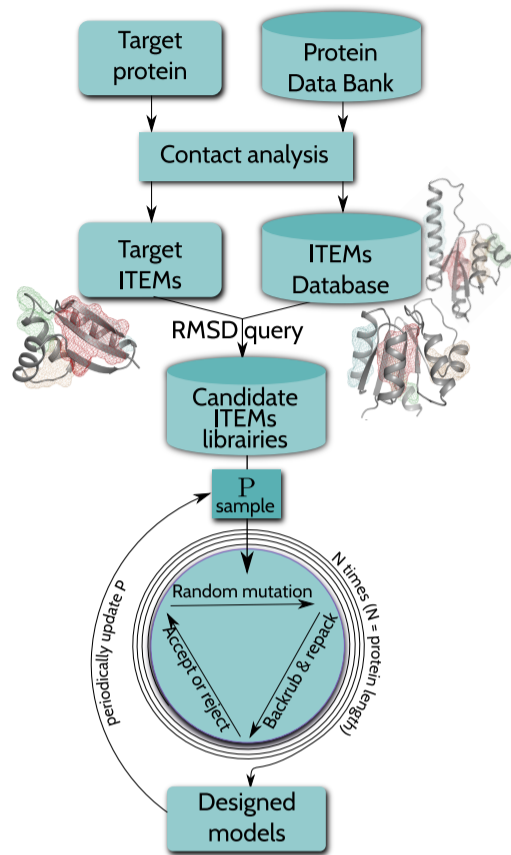 Target
protein
Protein
Data Bank
Contact analysis
Target
ITEMs
ITEMs
Database
RMSD query
Candidate
ITEMs
librairies
P
sample
Random mutation
Backrub & repack
Accept or reject
N times (N = protein length)
periodically update P
Designed
models